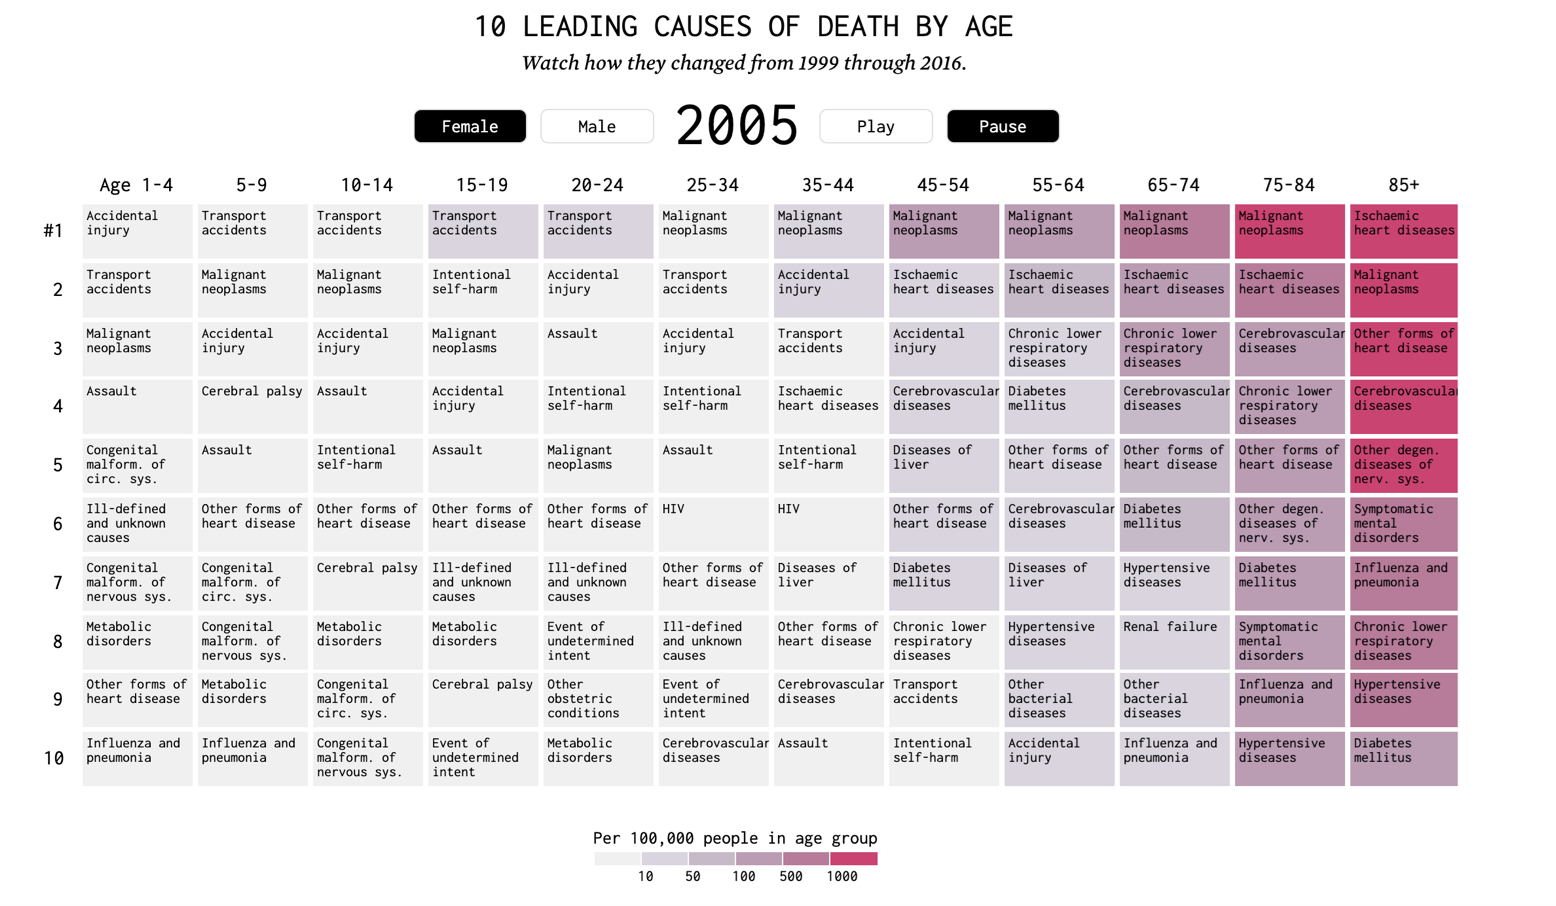 10 LEADING CAUSES OF DEATH BY AGE
Watch how they changed from 1999 through 2016.
Female
Male
2005
Play
Pause
Age 1-4
5-9
10-14
15-19
20-24
25-34
35-44
45-54
55-64
65-74
75-84
85+
#1
Accidental
injury
Transport
accidents
Transport
accidents
Transport
accidents
Transport
accidents
Malignant
neoplasms
Malignant
neoplasms
Malignant
neoplasms
Malignant
neoplasms
Malignant
neoplasms
Malignant
neoplasms
Ischaemic
heart diseases
2
Transport
accidents
Malignant
neoplasms
Malignant
neoplasms
Intentional
self-harm
Accidental
injury
Transport
accidents
Accidental
injury
Ischaemic
heart diseases
Ischaemic
heart diseases
Ischaemic
heart diseases
Ischaemic
heart diseases
Malignant
neoplasms
3
Malignant
neoplasms
Accidental
injury
Accidental
injury
Malignant
neoplasms
Assault
Accidental
injury
Transport
accidents
Accidental
injury
Chronic lower
respiratory
diseases
Chronic lower
respiratory
diseases
Cerebrovascular
diseases
Other forms of
heart disease
4
Assault
Cerebral palsy
Assault
Accidental
injury
Intentional
self-harm
Intentional
self-harm
Ischaemic
heart diseases
Cerebrovascular
diseases
Diabetes
mellitus
Cerebrovascular
diseases
Chronic lower
respiratory
diseases
Cerebrovascular
diseases
5
Congenital
malform. of
circ. sys.
Assault
Intentional
self-harm
Assault
Malignant
neoplasms
Assault
Intentional
self-harm
Diseases of
liver
Other forms of
heart disease
Other forms of
heart disease
Other forms of
heart disease
Other degen.
diseases of
nerv. sys.
6
Ill-defined
and unknown
causes
Other forms of
heart disease
Other forms of
heart disease
Other forms of
heart disease
Other forms of
heart disease
HIV
HIV
Other forms of
heart disease
Cerebrovascular
diseases
Diabetes
mellitus
Other degen.
diseases of
nerv. sys.
Symptomatic
mental
disorders
7
Congenital
malform. of
nervous sys.
Congenital
malform. of
circ. sys.
Cerebral palsy
Ill-defined
and unknown
causes
Ill-defined
and unknown
causes
Other forms of
heart disease
Diseases of
liver
Diabetes
mellitus
Diseases of
liver
Hypertensive
diseases
Diabetes
mellitus
Influenza and
pneumonia
8
Metabolic
disorders
Congenital
malform. of
nervous sys.
Metabolic
disorders
Metabolic
disorders
Event of
undetermined
intent
Ill-defined
and unknown
causes
Other forms of
heart disease
Chronic lower
respiratory
diseases
Hypertensive
diseases
Renal failure
Symptomatic
mental
disorders
Chronic lower
respiratory
diseases
9
Other forms of
heart disease
Metabolic
disorders
Congenital
malform. of
circ. sys.
Cerebral palsy
Other
obstetric
conditions
Event of
undetermined
intent
Cerebrovascular
diseases
Transport
accidents
Other
bacterial
diseases
Other
bacterial
diseases
Influenza and
pneumonia
Hypertensive
diseases
10
Influenza and
pneumonia
Influenza and
pneumonia
Congenital
malform. of
nervous sys.
Event of
undetermined
intent
Metabolic
disorders
Cerebrovascular
diseases
Assault
Intentional
self-harm
Accidental
injury
Influenza and
pneumonia
Hypertensive
diseases
Diabetes
mellitus
Per 100,000 people in age group
10 50 100 500 1000